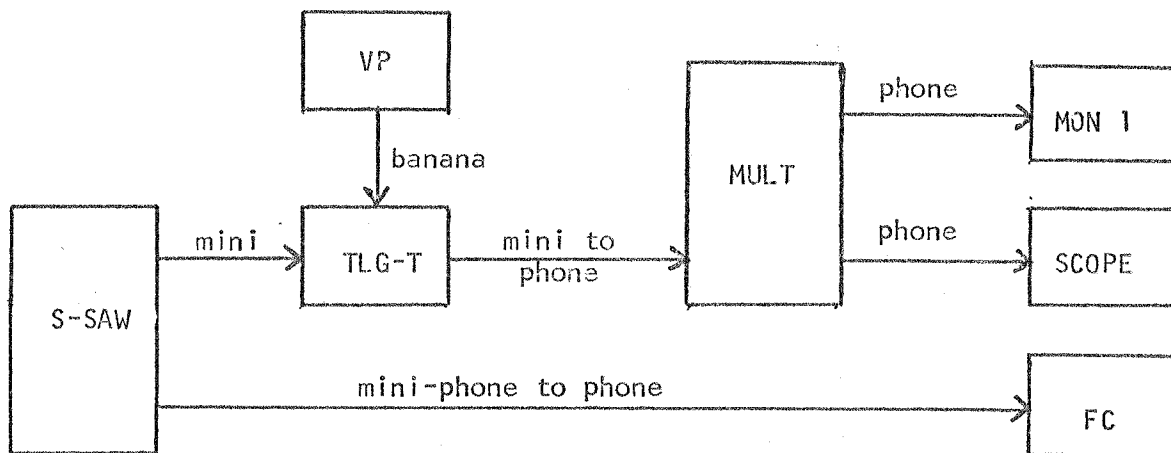 VP
phone
MON 1
banana
MULT
mini
TLG-T
mini to
phone
phone
SCOPE
S-SAW
mini-phone to phone
FC